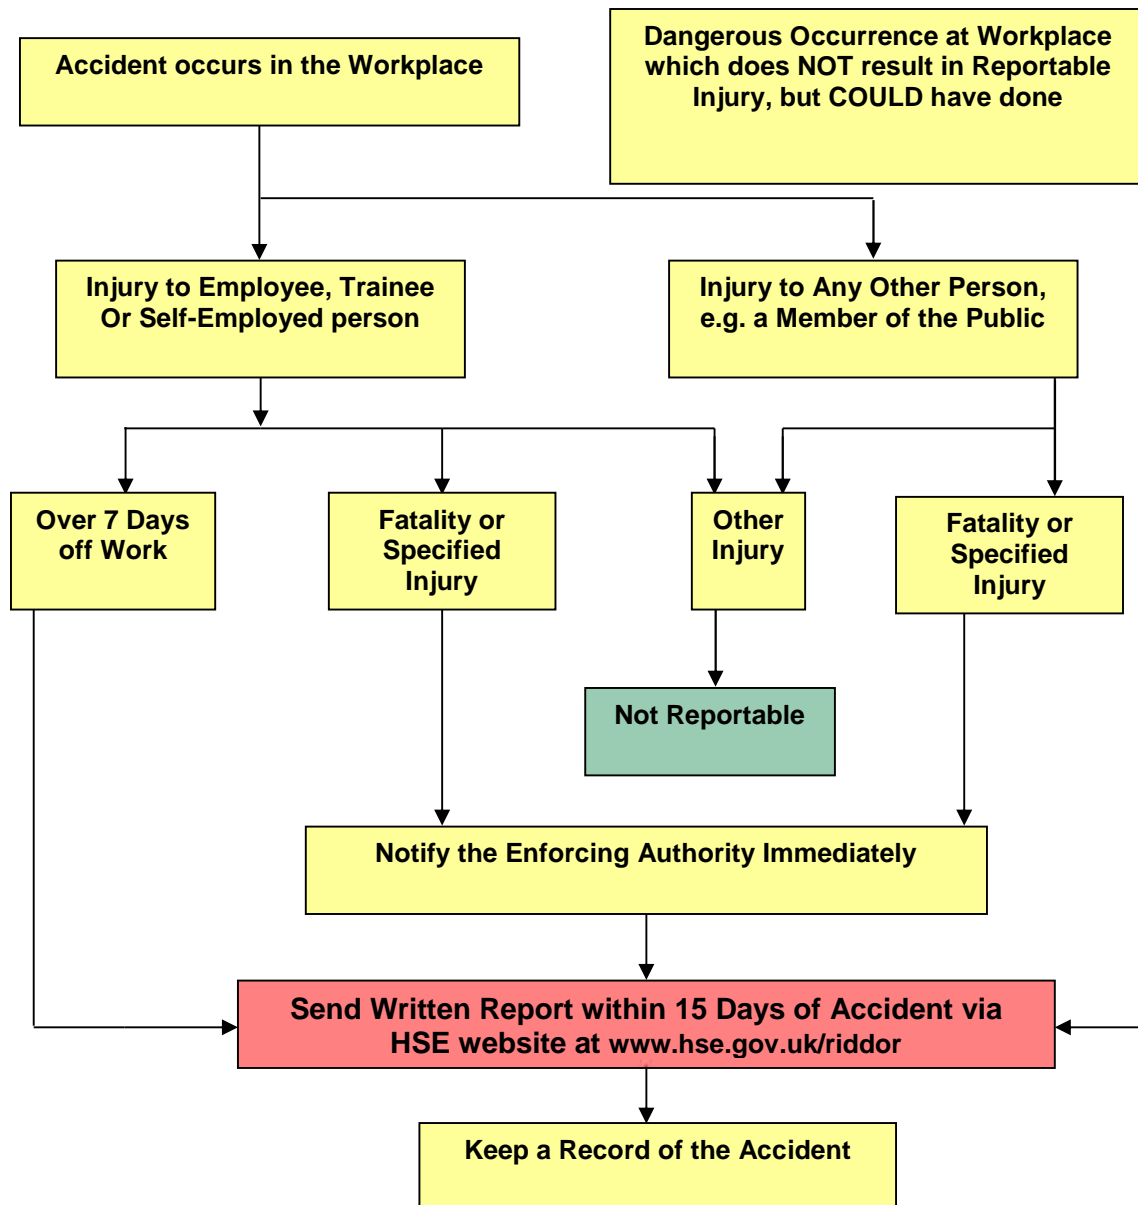 Accident occurs in the Workplace
Dangerous Occurrence at Workplace
which does NOT result in Reportable
Injury, but COULD have done
Injury to Employee, Trainee
Or Self-Employed person
Injury to Any Other Person,
e.g. a Member of the Public
Over 7 Days
off Work
Fatality or
Specified
Injury
Other
Injury
Fatality or
Specified
Injury
Not Reportable
Notify the Enforcing Authority Immediately
Send Written Report within 15 Days of Accident via
HSE website at www.hse.gov.uk/riddor
Keep a Record of the Accident